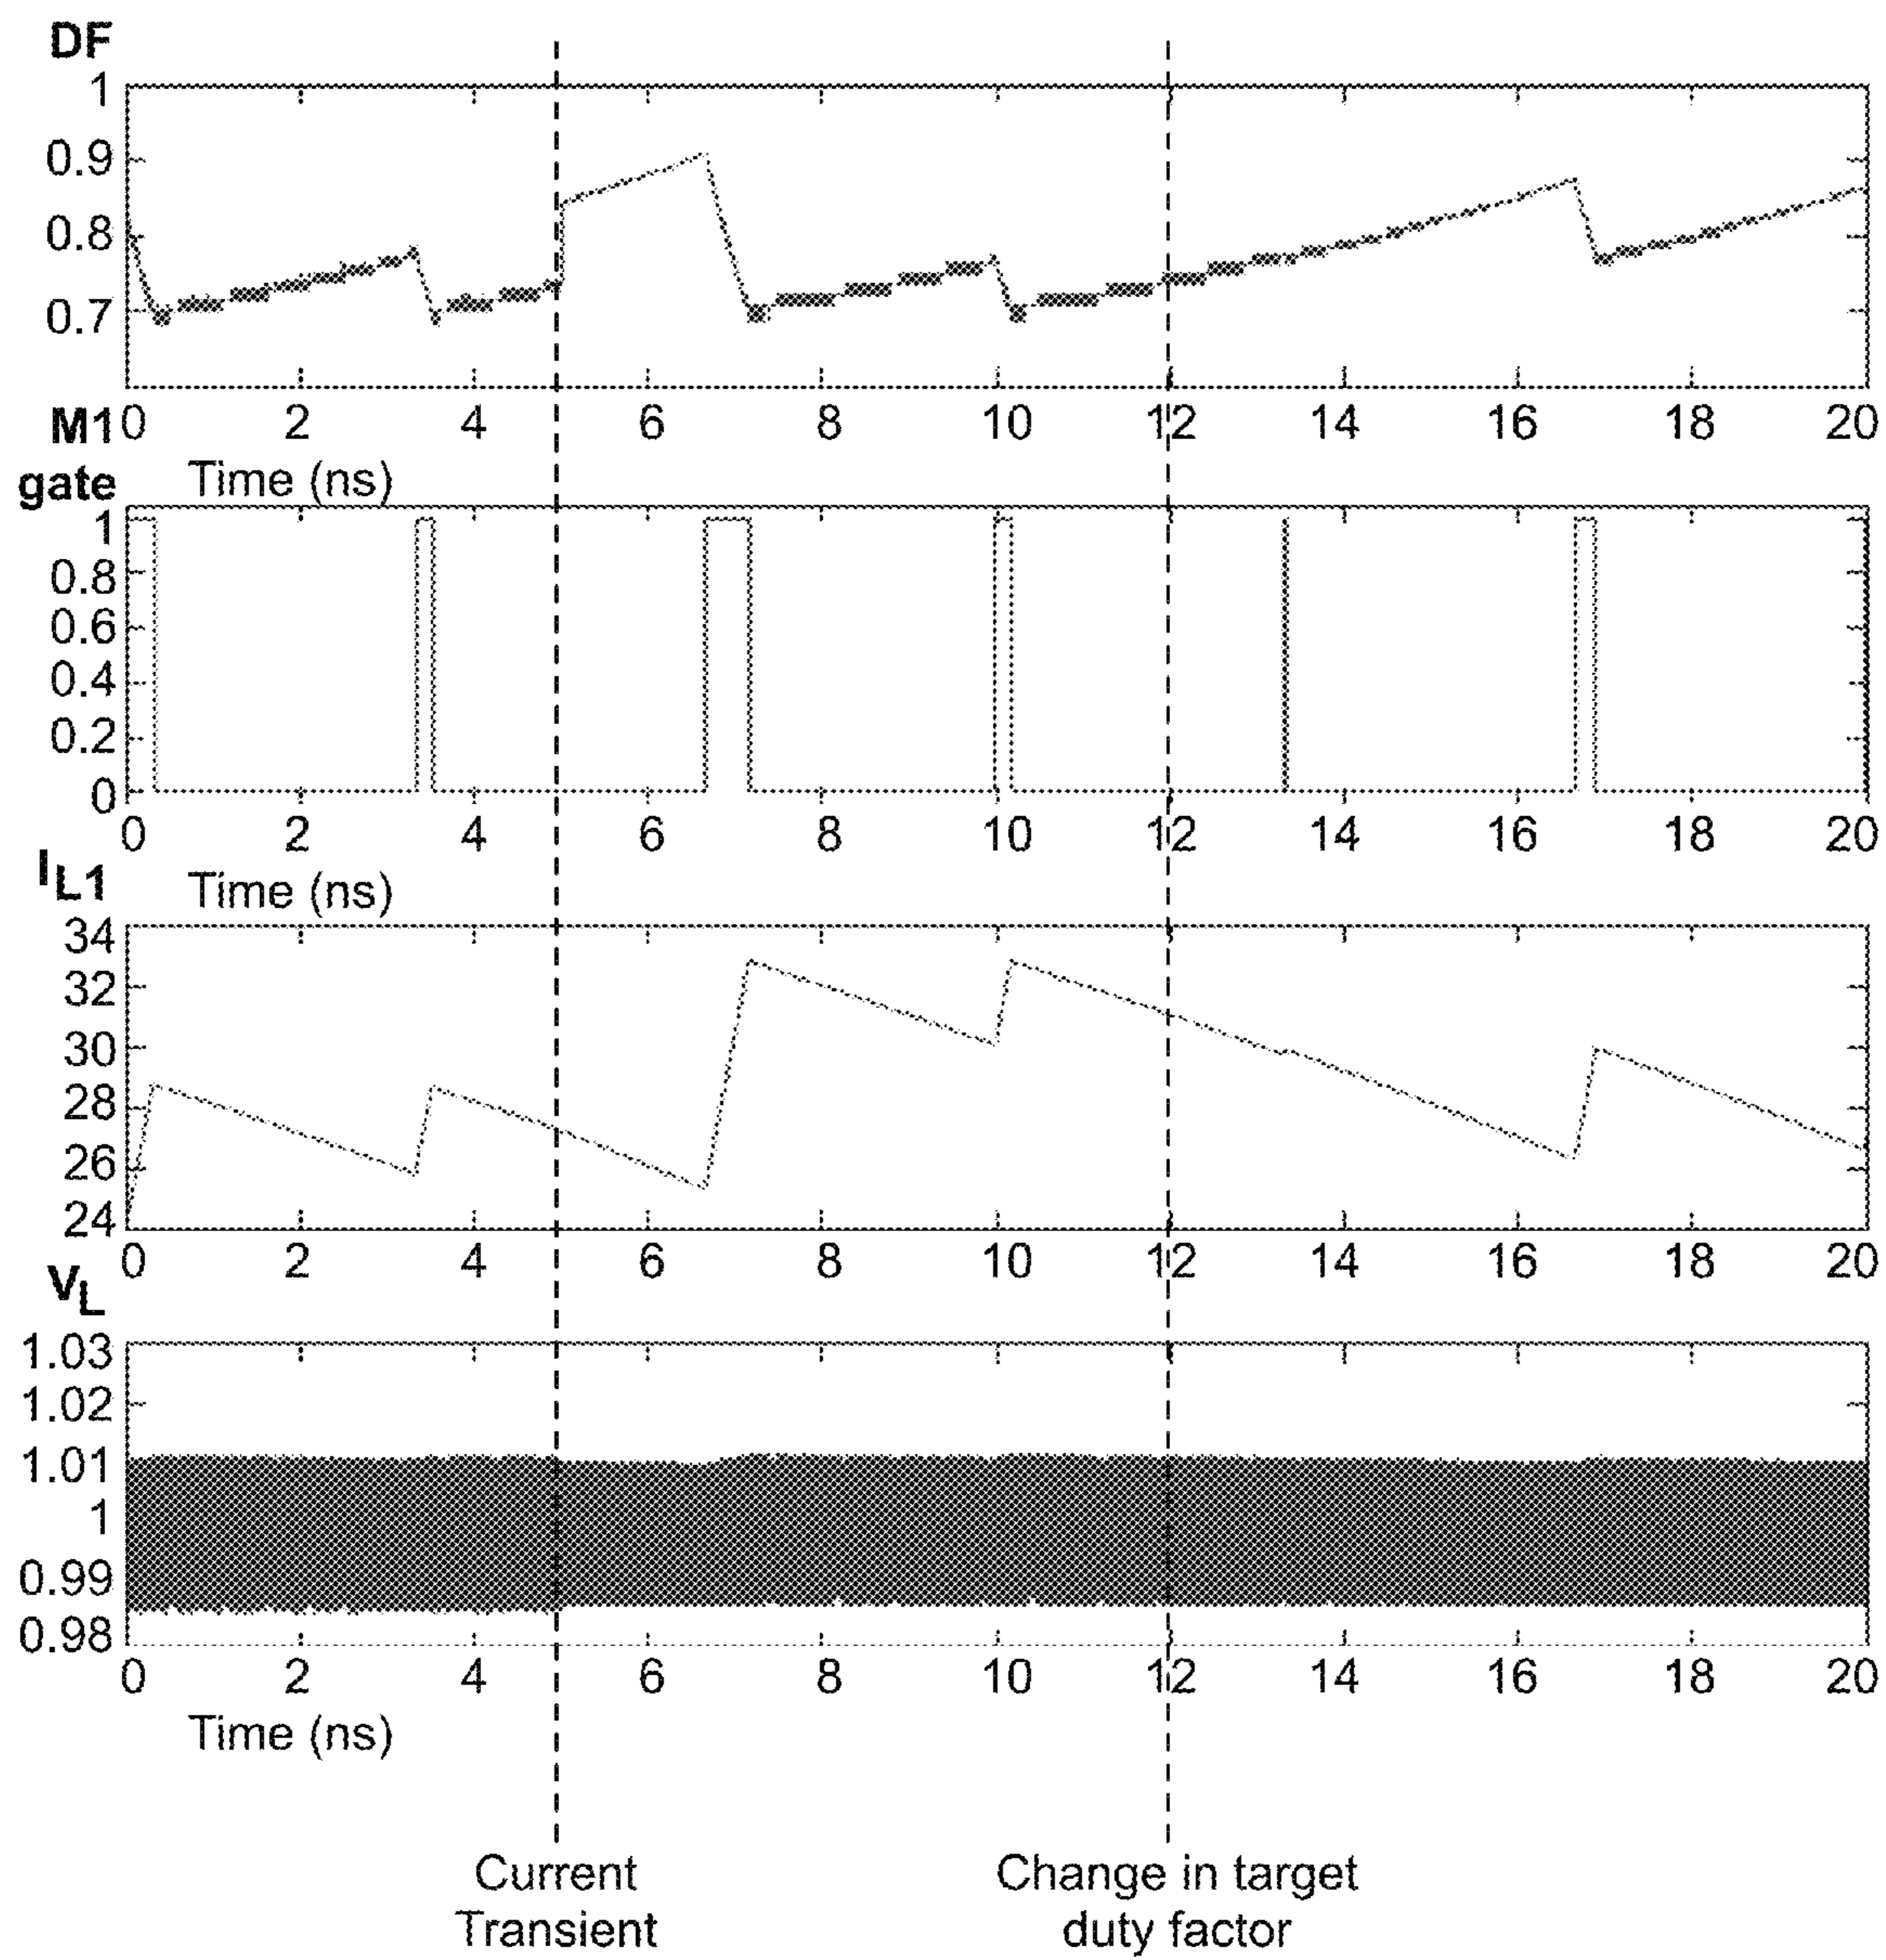 DF
1
0.9
0.8
0.7
0 2 4 6 8 10 12 14 16 18 20
Time (ns)
M1
gate
1
0.8
0.6
0.4
0.2
0
0 2 4 6 8 10 12 14 16 18 20
Time (ns)
IL1
34
32
30
28
26
24
0 2 4 6 8 10 12 14 16 18 20
VL
1.03
1.02
1.01
1
0.99
0.98
0 2 4 6 8 10 12 14 16 18 20
Time (ns)
Current
Transient
Change in target
duty factor